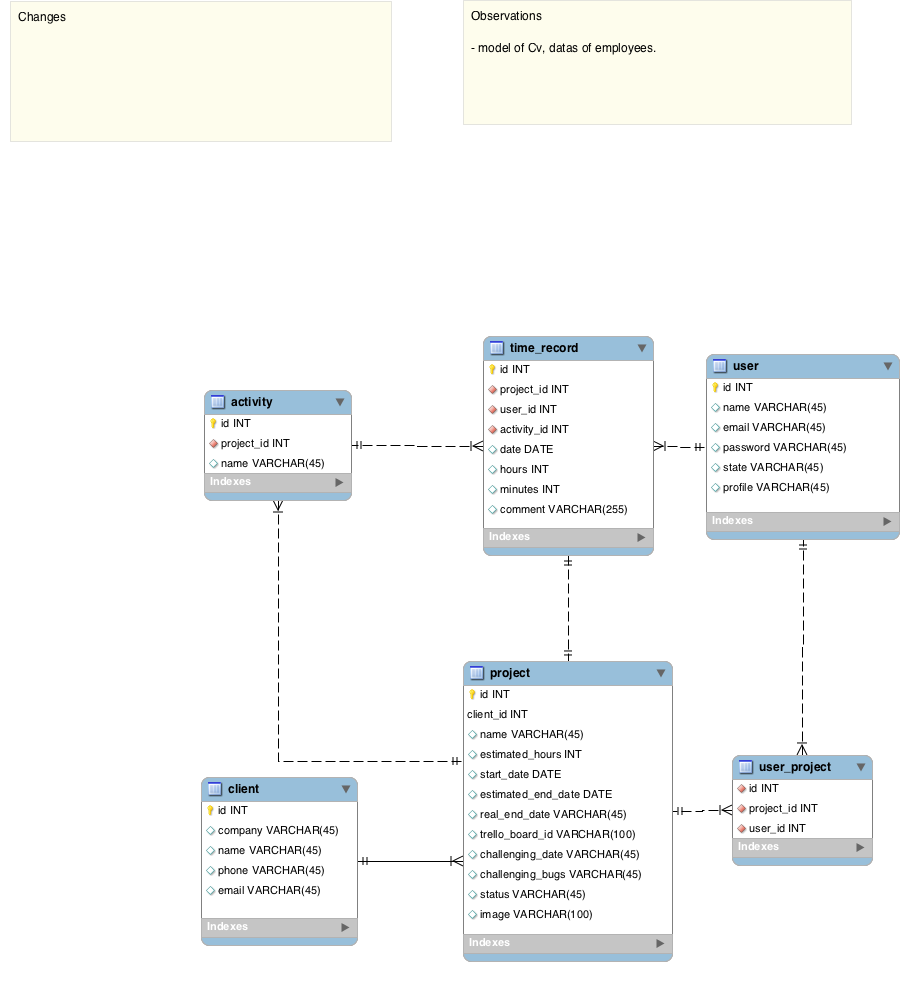 Changes
Observations
- model of Cv, datas of employees.
time_record
id INT
project_id INT
user_id INT
activity_id INT
date DATE
hours INT
minutes INT
comment VARCHAR(255)
Indexes
user
id INT
name VARCHAR(45)
email VARCHAR(45)
password VARCHAR(45)
state VARCHAR(45)
profile VARCHAR(45)
Indexes
activity
id INT
project_id INT
name VARCHAR(45)
Indexes
project
id INT
client_id INT
name VARCHAR(45)
estimated_hours INT
start_date DATE
estimated_end_date DATE
real_end_date VARCHAR(45)
trello_board_id VARCHAR(100)
challenging_date VARCHAR(45)
challenging_bugs VARCHAR(45)
status VARCHAR(45)
image VARCHAR(100)
Indexes
user_project
id INT
project_id INT
user_id INT
Indexes
client
id INT
company VARCHAR(45)
name VARCHAR(45)
phone VARCHAR(45)
email VARCHAR(45)
Indexes